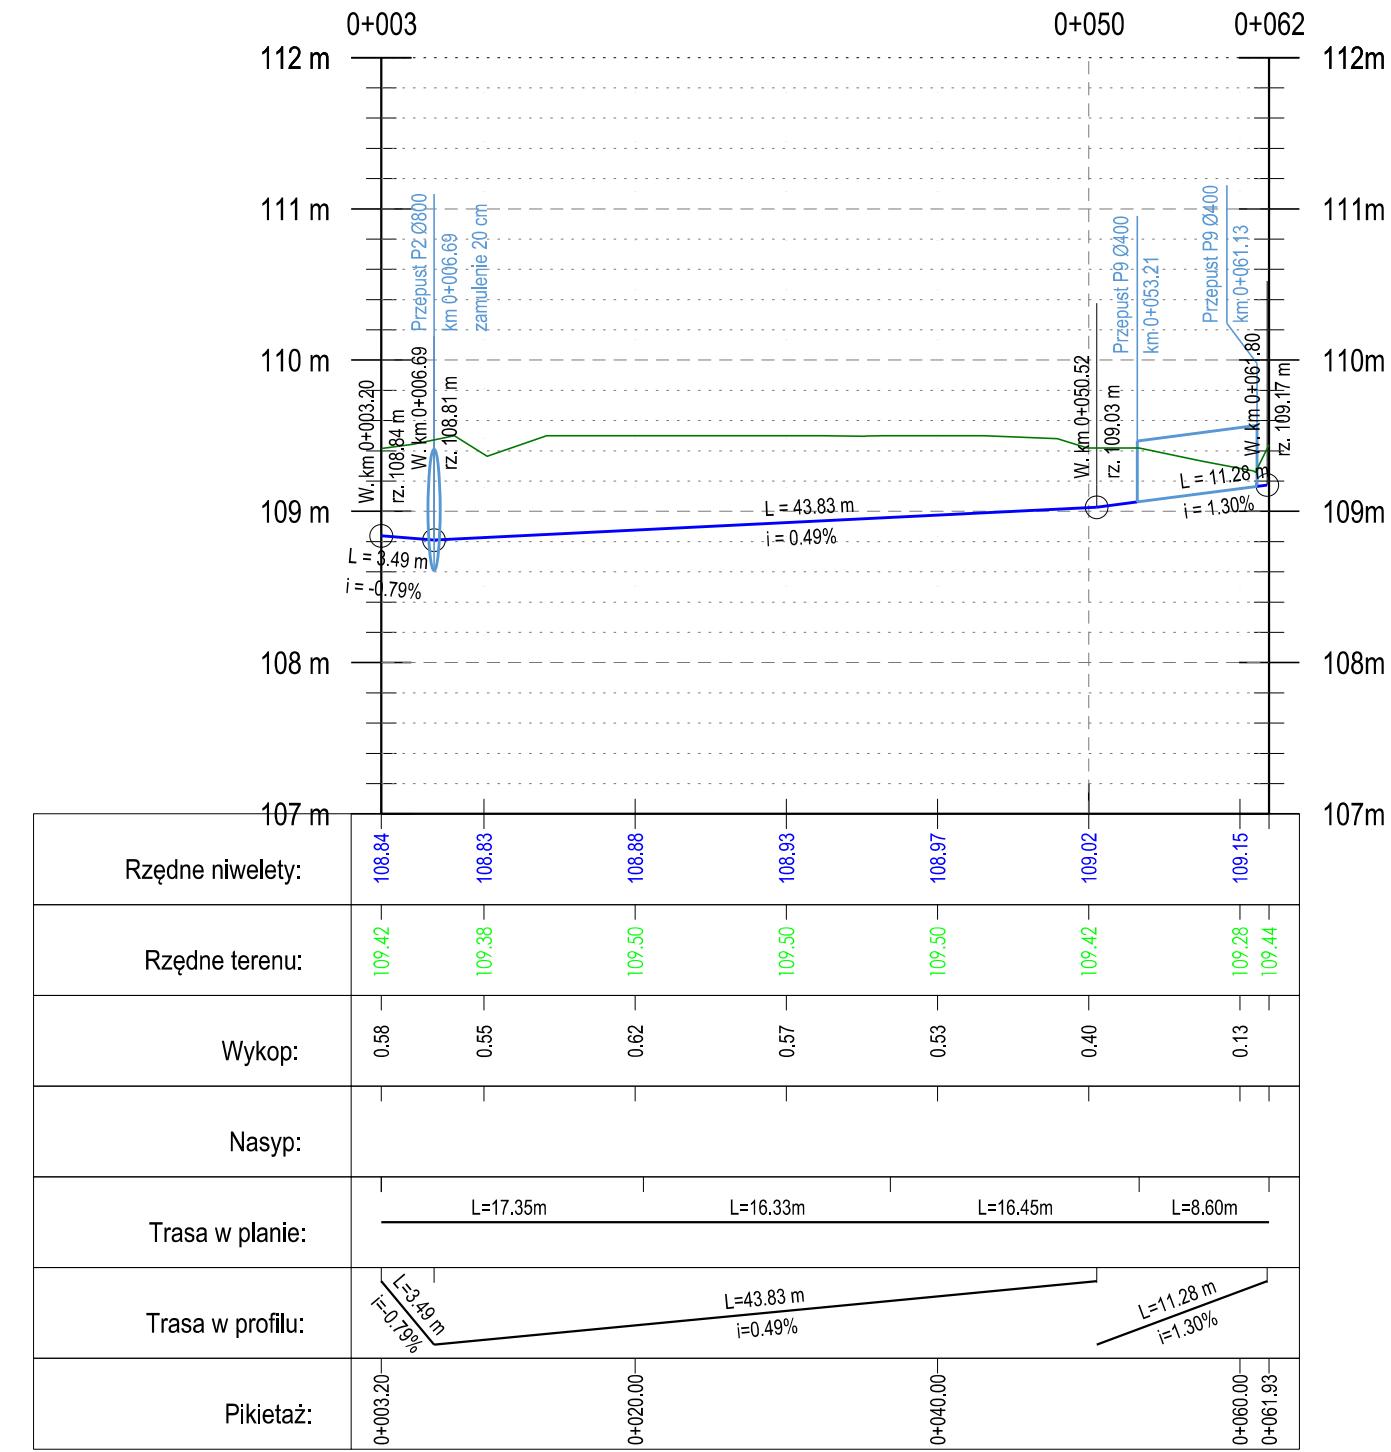 0+003
0+050
0+062
112 m
112m
111 m
111m
110 m
110m
109 m
109m
108 m
108m
107 m
107m
W. km 0+003.20
rz. 108.84 m
Przepust P2 Ø800
km 0+006.69
zamulenie 20 cm
W. km 0+006.69
rz. 108.81 m
W. km 0+050.52
rz. 109.03 m
Przepust P9 Ø400
km 0+053.21
Przepust P9 Ø400
km 0+061.13
W. km 0+061.80
rz. 109.17 m
L = 3.49 m
i = -0.79%
L = 43.83 m
i = 0.49%
L = 11.28 m
i = 1.30%
Rzędne niwelety:
108.84
108.83
108.88
108.93
108.97
109.02
109.15
Rzędne terenu:
109.42
109.38
109.50
109.50
109.50
109.42
109.28
109.44
Wykop:
0.58
0.55
0.62
0.57
0.53
0.40
0.13
Nasyp:
Trasa w planie:
L=17.35m
L=16.33m
L=16.45m
L=8.60m
Trasa w profilu:
L=3.49 m
i=-0.79%
L=43.83 m
i=0.49%
L=11.28 m
i=1.30%
Pikietaż:
0+003.20
0+020.00
0+040.00
0+060.00
0+061.93